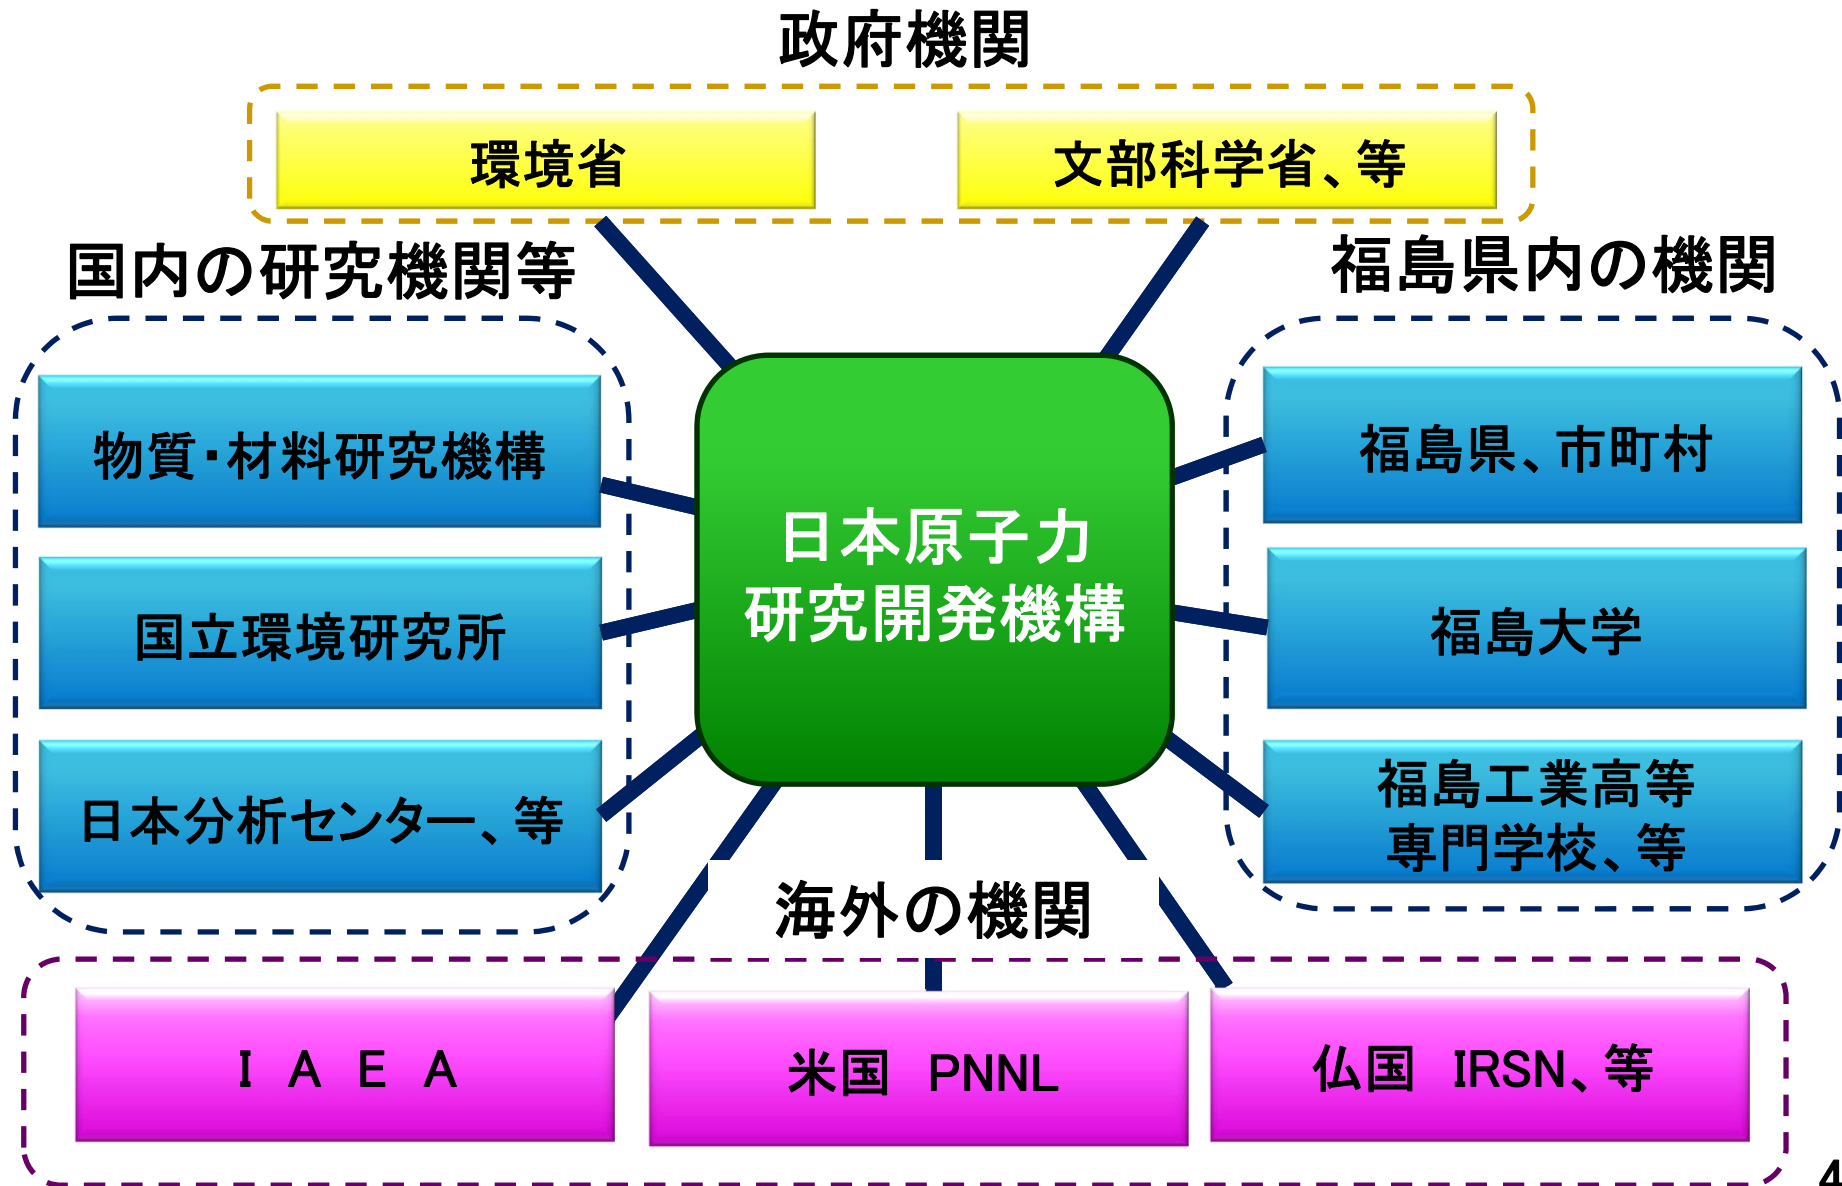 政府機関
環境省
文部科学省、等
国内の研究機関等
福島県内の機関
物質・材料研究機構
国立環境研究所
日本分析センター、等
日本原子力
研究開発機構
福島県、市町村
福島大学
福島工業高等
専門学校、等
海外の機関
I A E A
米国 PNNL
仏国 IRSN、等
4